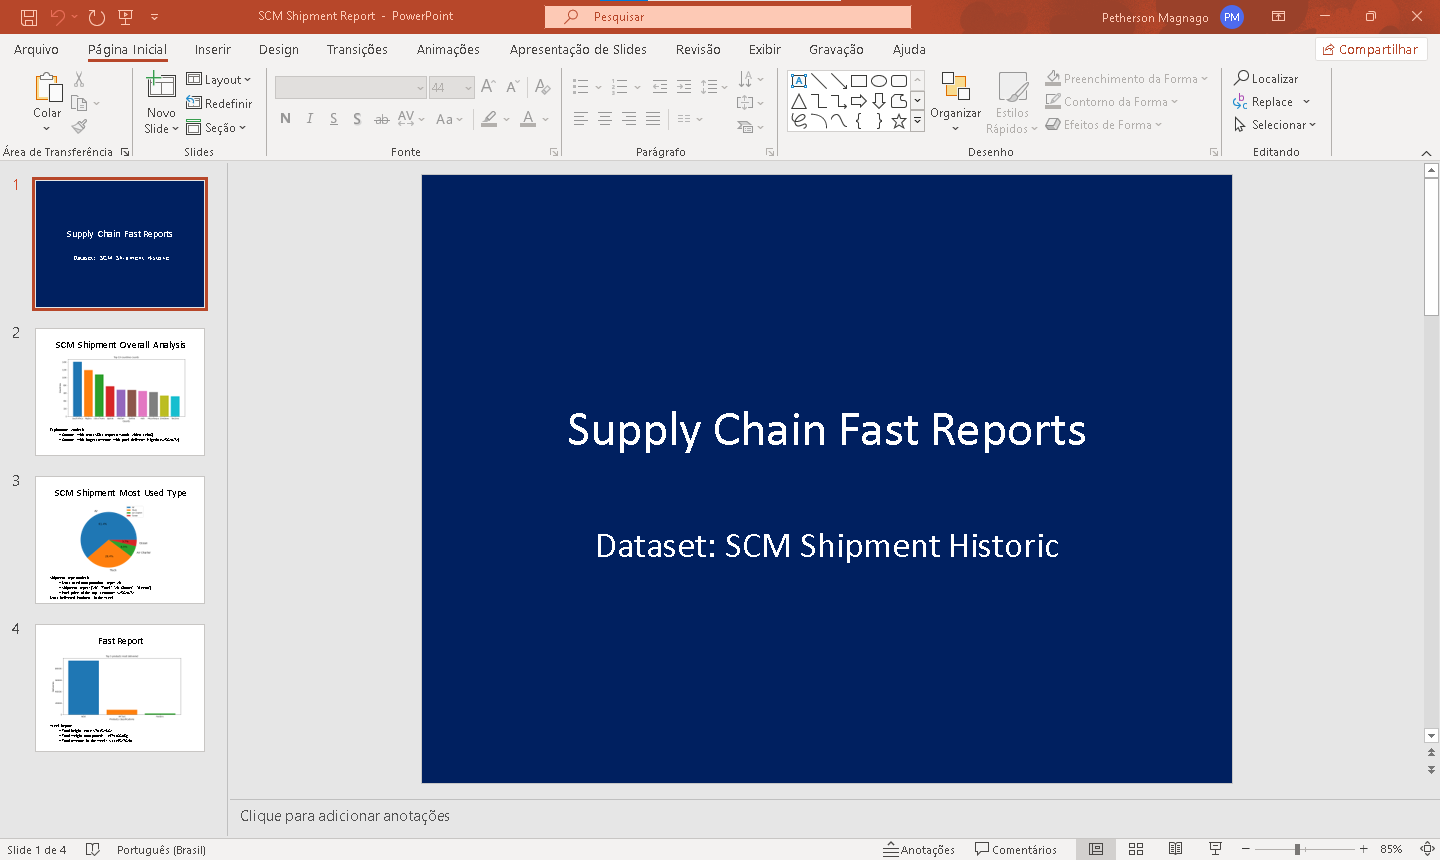 SCM Shipment Report - PowerPoint
Pesquisar
Petherson Magnago
PM
Arquivo
Página Inicial
Inserir
Design
Transições
Animações
Apresentação de Slides
Revisão
Exibir
Gravação
Ajuda
Compartilhar
Colar
Novo
Slide
Layout
Redefinir
Seção
44
N I S S ab AV Aa A
Organizar
Estilos
Rápidos
Preenchimento da Forma
Contorno da Forma
Efeitos de Forma
Localizar
Replace
Selecionar
Área de Transferência
Slides
Fonte
Parágrafo
Desenho
Editando
1
Supply Chain Fast Reports
Dataset: SCM Shipment Historic
2
SCM Shipment Overall Analysis
3
SCM Shipment Most Used Type
4
Fast Report
Supply Chain Fast Reports
Dataset: SCM Shipment Historic
Clique para adicionar anotações
Slide 1 de 4
Português (Brasil)
Anotações
Comentários
85%